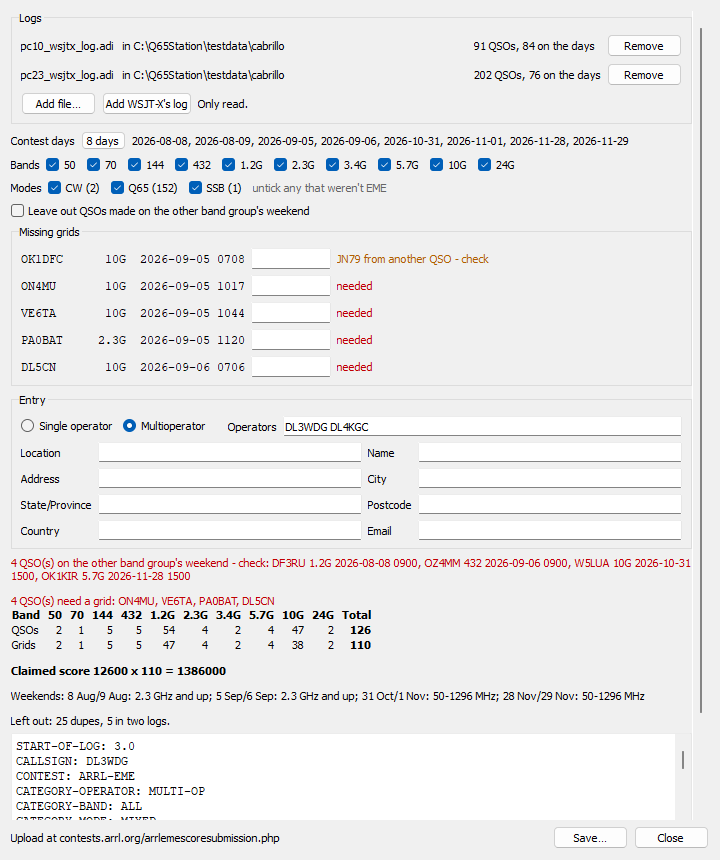 Logs
pc10_wsjtx_log.adi in C:\Q65Station\testdata\cabrillo 91 QSOs, 84 on the days Remove
pc23_wsjtx_log.adi in C:\Q65Station\testdata\cabrillo 202 QSOs, 76 on the days Remove
Add file... Add WSJT-X's log Only read.
Contest days 8 days 2026-08-08, 2026-08-09, 2026-09-05, 2026-09-06, 2026-10-31, 2026-11-01, 2026-11-28, 2026-11-29
Bands 50 70 144 432 1.2G 2.3G 3.4G 5.7G 10G 24G
Modes CW (2) Q65 (152) SSB (1) untick any that weren't EME
Leave out QSOs made on the other band group's weekend
Missing grids
OK1DFC 10G 2026-09-05 0708 JN79 from another QSO - check
ON4MU 10G 2026-09-05 1017 needed
VE6TA 10G 2026-09-05 1044 needed
PA0BAT 2.3G 2026-09-05 1120 needed
DL5CN 10G 2026-09-06 0706 needed
Entry
Single operator Multioperator Operators DL3WDG DL4KGC
Location Name
Address City
State/Province Postcode
Country Email
4 QSO(s) on the other band group's weekend - check: DF3RU 1.2G 2026-08-08 0900, OZ4MM 432 2026-09-06 0900, W5LUA 10G 2026-10-31
1500, OK1KIR 5.7G 2026-11-28 1500
4 QSO(s) need a grid: ON4MU, VE6TA, PA0BAT, DL5CN
Band 50 70 144 432 1.2G 2.3G 3.4G 5.7G 10G 24G Total
QSOs 2 1 5 5 54 4 2 4 47 2 126
Grids 2 1 5 5 47 4 2 4 38 2 110
Claimed score 12600 x 110 = 1386000
Weekends: 8 Aug/9 Aug: 2.3 GHz and up; 5 Sep/6 Sep: 2.3 GHz and up; 31 Oct/1 Nov: 50-1296 MHz; 28 Nov/29 Nov: 50-1296 MHz
Left out: 25 dupes, 5 in two logs.
START-OF-LOG: 3.0
CALLSIGN: DL3WDG
CONTEST: ARRL-EME
CATEGORY-OPERATOR: MULTI-OP
CATEGORY-BAND: ALL
CATEGORY-MODE: MIXED
Upload at contests.arrl.org/arrlemescoresubmission.php Save... Close